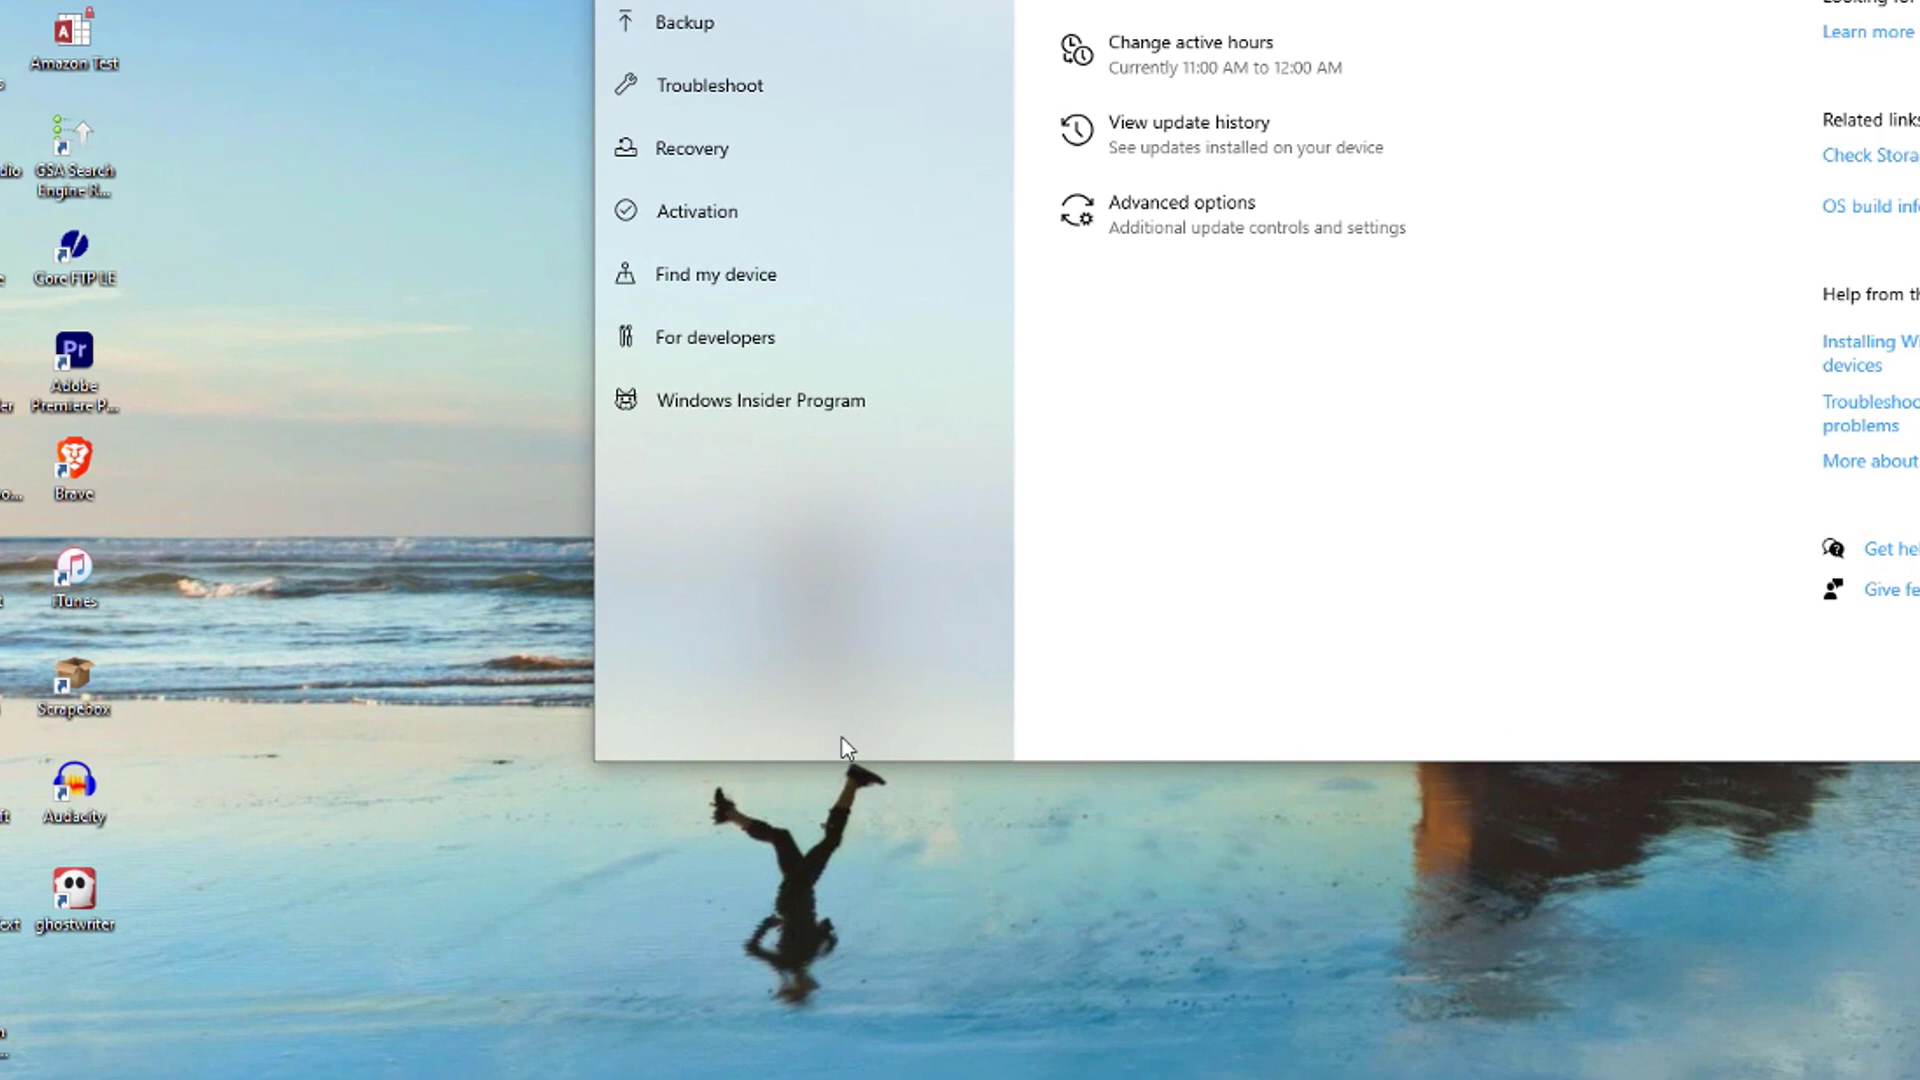 Amazon Test
GSA Search
Engine R...
Core FTP LE
Pr
Adobe
Premiere P...
Brave
iTunes
Scrapebox
Audacity
ghostwriter
Backup
Troubleshoot
Recovery
Activation
Find my device
For developers
Windows Insider Program
Change active hours
Currently 11:00 AM to 12:00 AM
View update history
See updates installed on your device
Advanced options
Additional update controls and settings
Learn more
Related links
Check Stora
OS build inf
Help from th
Installing Wi
devices
Troubleshoo
problems
More about
Get hel
Give fe